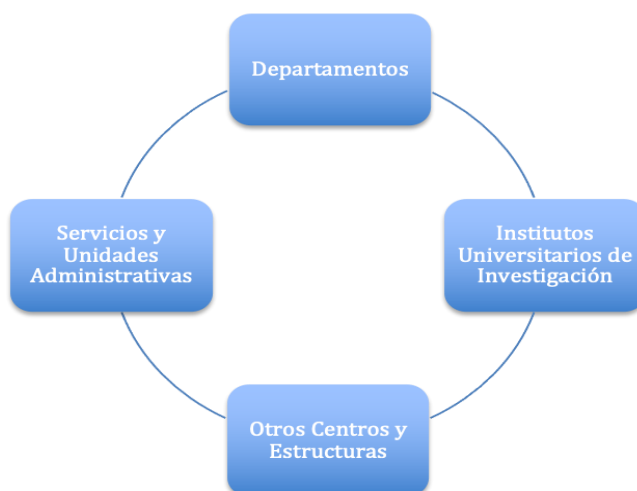 Departamentos
Servicios y
Unidades
Administrativas
Institutos
Universitarios de
Investigación
Otros Centros y
Estructuras